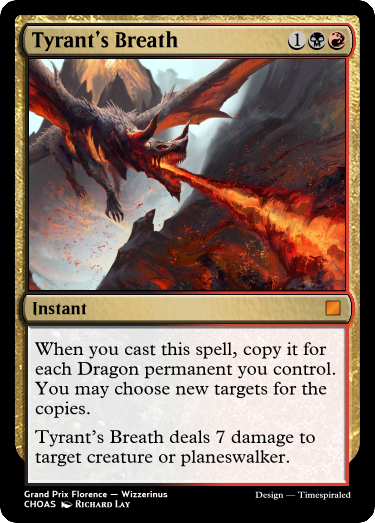 Tyrant's Breath 1
Instant
When you cast this spell, copy it for
each Dragon permanent you control.
You may choose new targets for the
copies.
Tyrant's Breath deals 7 damage to
target creature or planeswalker.
Grand Prix Florence — Wizzerinus
CHOAS RICHARD LAY
Design — Timespiraled